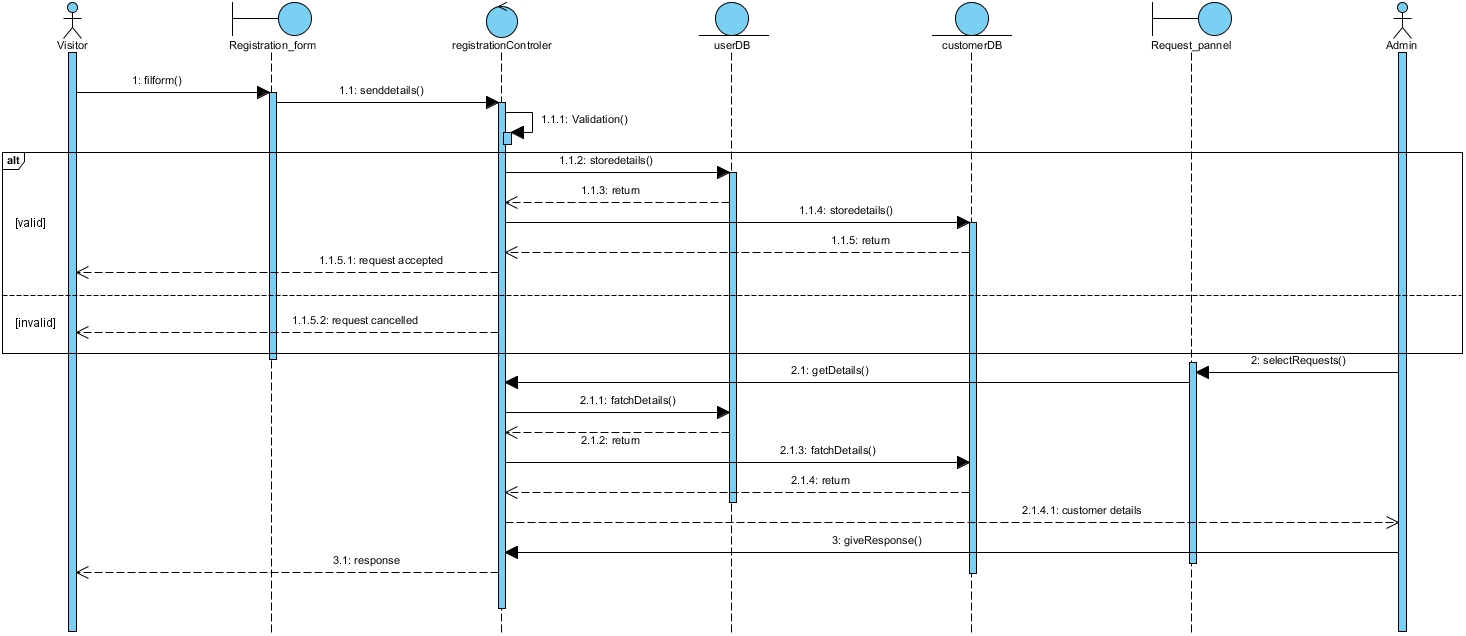 Visitor
Registration_form
registrationControler
userDB
customerDB
Request_pannel
Admin
1: filform()
1.1: senddetails()
1.1.1: Validation()
alt
1.1.2: storedetails()
1.1.3: return
1.1.4: storedetails()
[valid]
1.1.5: return
1.1.5.1: request accepted
[invalid]
1.1.5.2: request cancelled
2: selectRequests()
2.1: getDetails()
2.1.1: fatchDetails()
2.1.2: return
2.1.3: fatchDetails()
2.1.4: return
2.1.4.1: customer details
3: giveResponse()
3.1: response